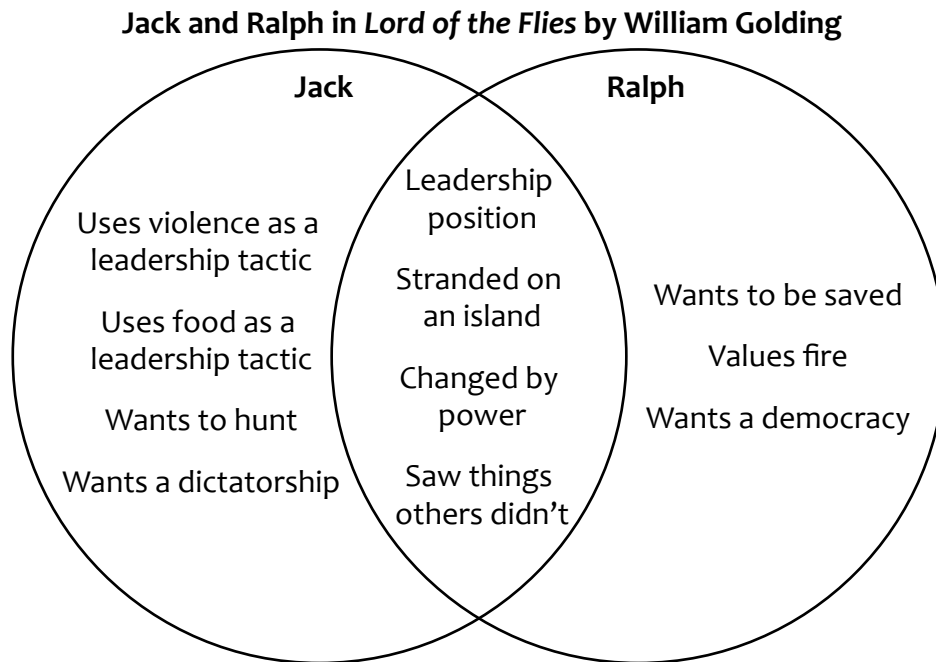 Jack and Ralph in Lord of the Flies by William Golding
Jack
Ralph
Uses violence as a
leadership tactic
Uses food as a
leadership tactic
Wants to hunt
Wants a dictatorship
Leadership
position
Stranded on
an island
Changed by
power
Saw things
others didn’t
Wants to be saved
Values fire
Wants a democracy